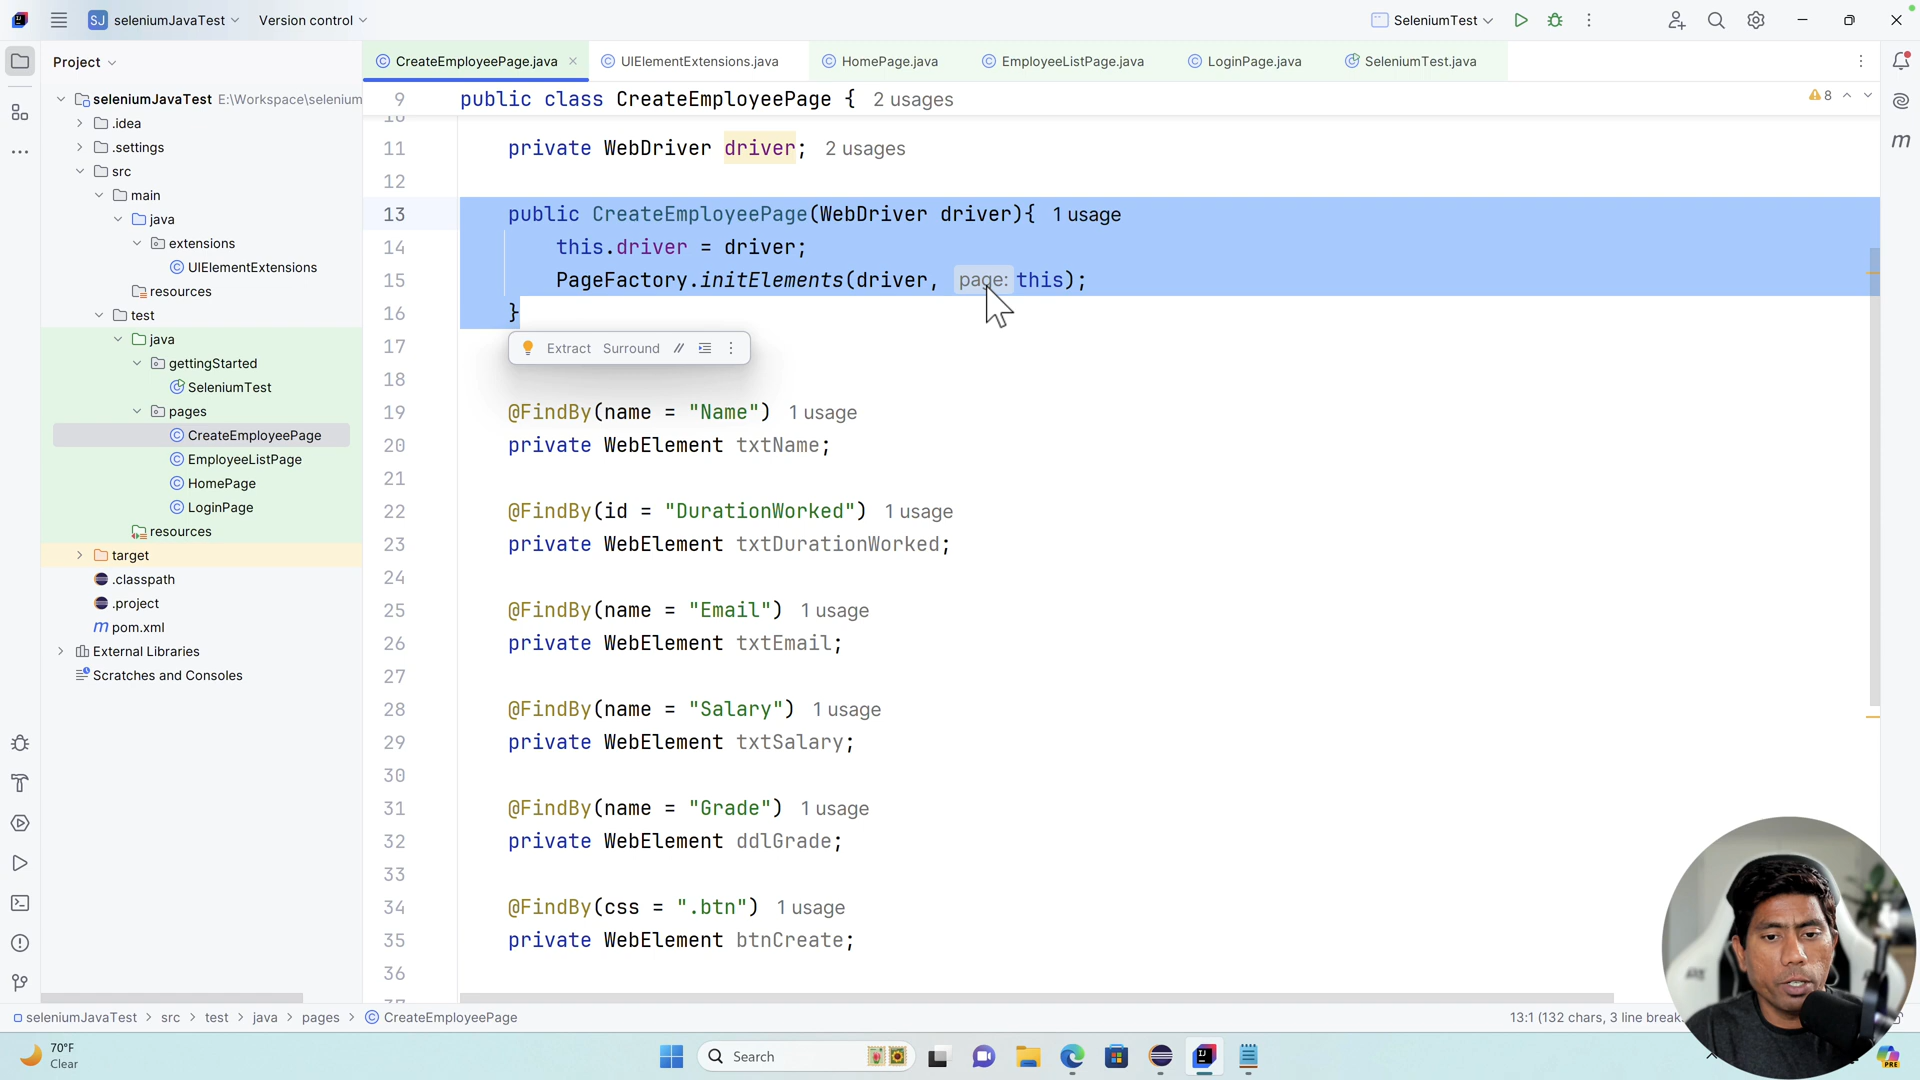 SJ seleniumJavaTest Version control SeleniumTest
Project
CreateEmployeePage.java UIElementExtensions.java HomePage.java EmployeeListPage.java LoginPage.java SeleniumTest.java
seleniumJavaTest E:\Workspace\selenium
.idea
.settings
src
main
java
extensions
UIElementExtensions
resources
test
java
gettingStarted
SeleniumTest
pages
CreateEmployeePage
EmployeeListPage
HomePage
LoginPage
resources
target
.classpath
.project
m pom.xml
External Libraries
Scratches and Consoles
9 public class CreateEmployeePage { 2 usages
8
m
10
11 private WebDriver driver; 2 usages
12
13 public CreateEmployeePage(WebDriver driver){ 1 usage
14 this.driver = driver;
15 PageFactory.initElements(driver, page: this);
16 }
Extract Surround //
17
18
19 @FindBy(name = "Name") 1 usage
20 private WebElement txtName;
21
22 @FindBy(id = "DurationWorked") 1 usage
23 private WebElement txtDurationWorked;
24
25 @FindBy(name = "Email") 1 usage
26 private WebElement txtEmail;
27
28 @FindBy(name = "Salary") 1 usage
29 private WebElement txtSalary;
30
31 @FindBy(name = "Grade") 1 usage
32 private WebElement ddlGrade;
33
34 @FindBy(css = ".btn") 1 usage
35 private WebElement btnCreate;
36
seleniumJavaTest > src > test > java > pages > CreateEmployeePage
13:1 (132 chars, 3 line break
70°F
Clear
Search
PRE